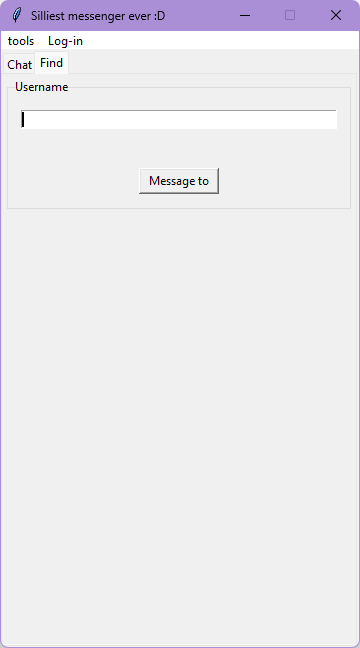 Silliest messenger ever :D
tools Log-in
Chat Find
Username
Message to